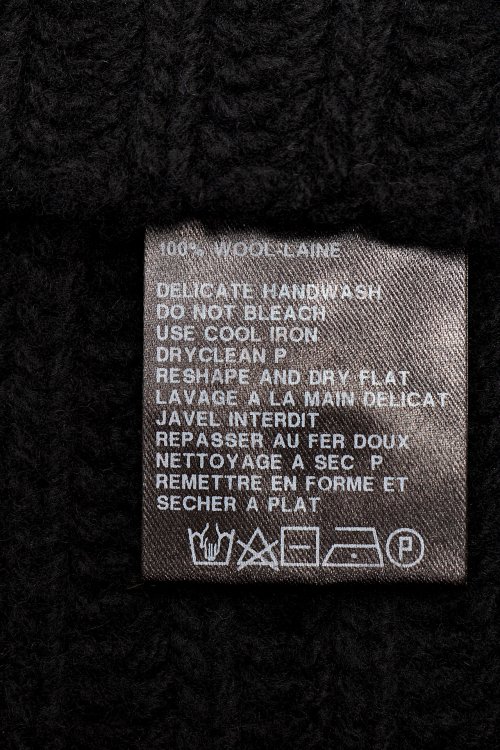 100% WOOL-LAINE
DELICATE HANDWASH
DO NOT BLEACH
USE COOL IRON
DRYCLEAN P
RESHAPE AND DRY FLAT
LAVAGE A LA MAIN DELICAT
JAVEL INTERDIT
REPASSER AU FER DOUX
NETTOYAGE A SEC P
REMETTRE EN FORME ET
SECHER A PLAT
P